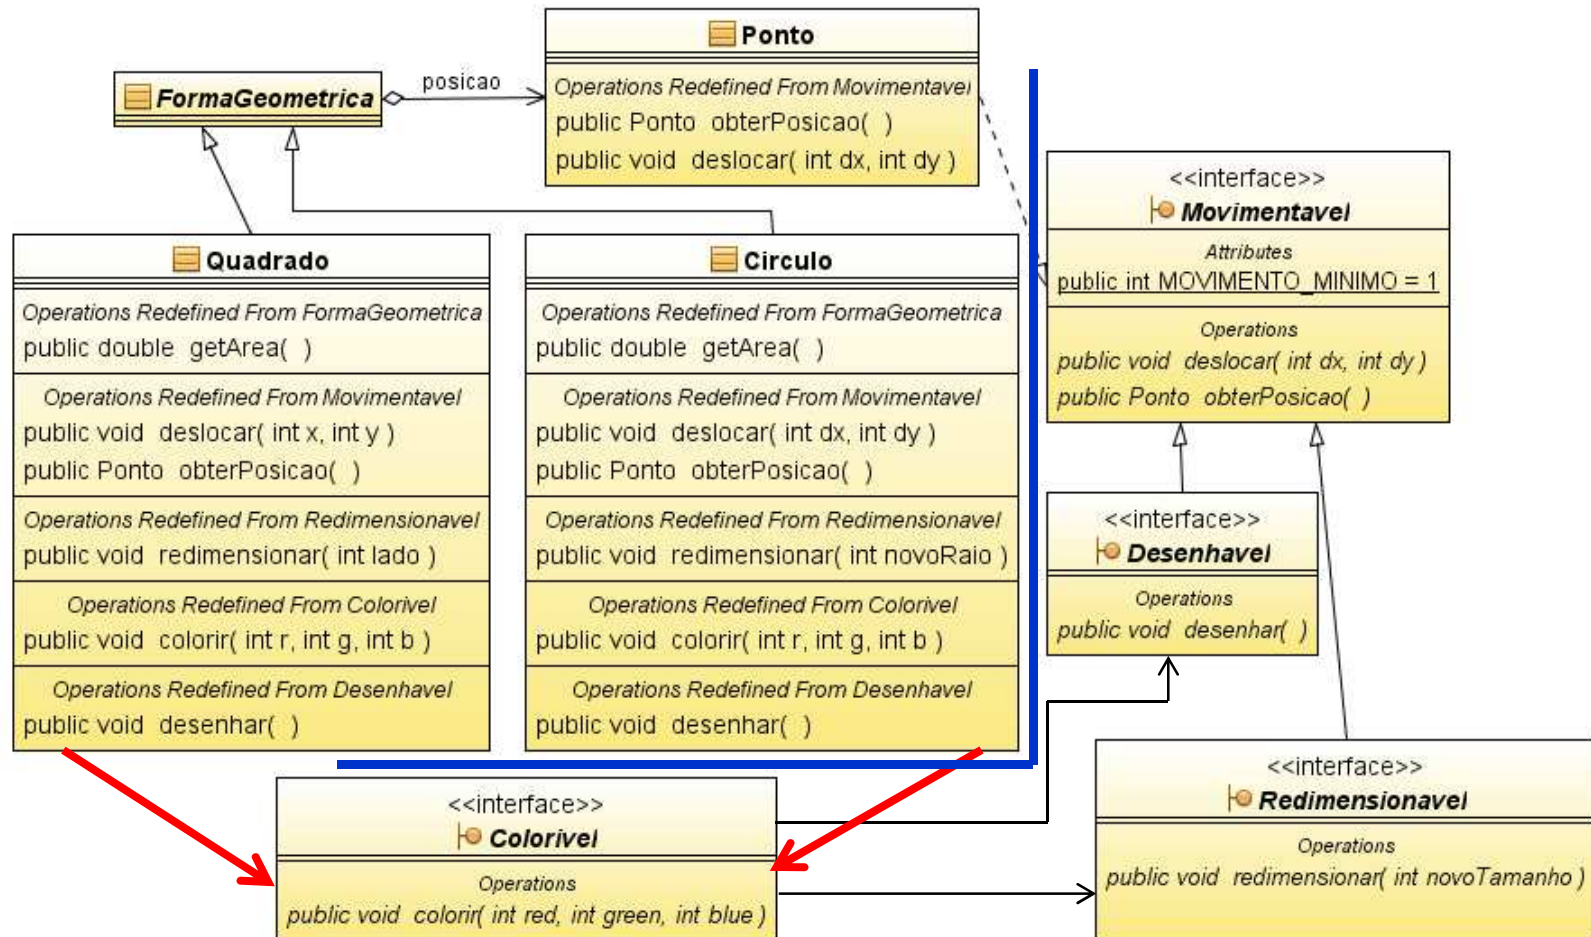 FormaGeometrica
posicao
Ponto
Operations Redefined From Movimentavel
public Ponto obterPosicao( )
public void deslocar( int dx, int dy )
Quadrado
Operations Redefined From FormaGeometrica
public double getArea( )
Operations Redefined From Movimentavel
public void deslocar( int x, int y )
public Ponto obterPosicao( )
Operations Redefined From Redimensionavel
public void redimensionar( int lado )
Operations Redefined From Colorivel
public void colorir( int r, int g, int b )
Operations Redefined From Desenhavel
public void desenhar( )
Circulo
Operations Redefined From FormaGeometrica
public double getArea( )
Operations Redefined From Movimentavel
public void deslocar( int dx, int dy )
public Ponto obterPosicao( )
Operations Redefined From Redimensionavel
public void redimensionar( int novoRaio )
Operations Redefined From Colorivel
public void colorir( int r, int g, int b )
Operations Redefined From Desenhavel
public void desenhar( )
<<interface>>
Movimentavel
Attributes
public int MOVIMENTO_MINIMO = 1
Operations
public void deslocar( int dx, int dy )
public Ponto obterPosicao( )
<<interface>>
Desenhavel
Operations
public void desenhar( )
<<interface>>
Colorivel
Operations
public void colorir( int red, int green, int blue )
<<interface>>
Redimensionavel
Operations
public void redimensionar( int novoTamanho )